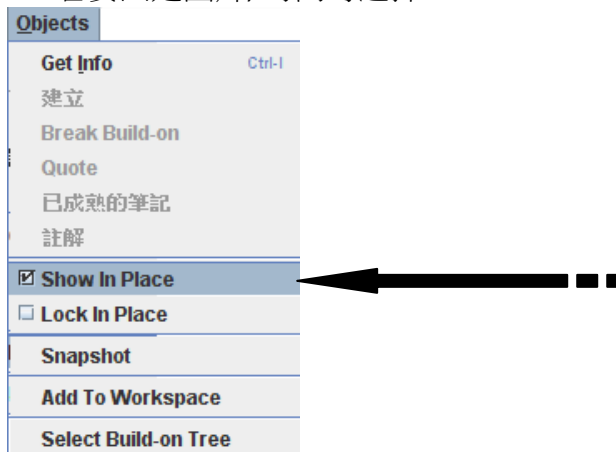 Objects
Get Info Ctrl-I
建立
Break Build-on
Quote
已成熟的筆記
註解
Show In Place
Lock In Place
Snapshot
Add To Workspace
Select Build-on Tree